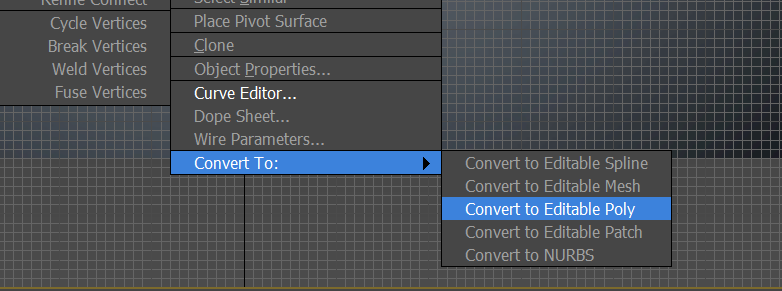 Refine Connect
Cycle Vertices
Break Vertices
Weld Vertices
Fuse Vertices
Select Similar
Place Pivot Surface
Clone
Object Properties...
Curve Editor...
Dope Sheet...
Wire Parameters...
Convert To:
Convert to Editable Spline
Convert to Editable Mesh
Convert to Editable Poly
Convert to Editable Patch
Convert to NURBS